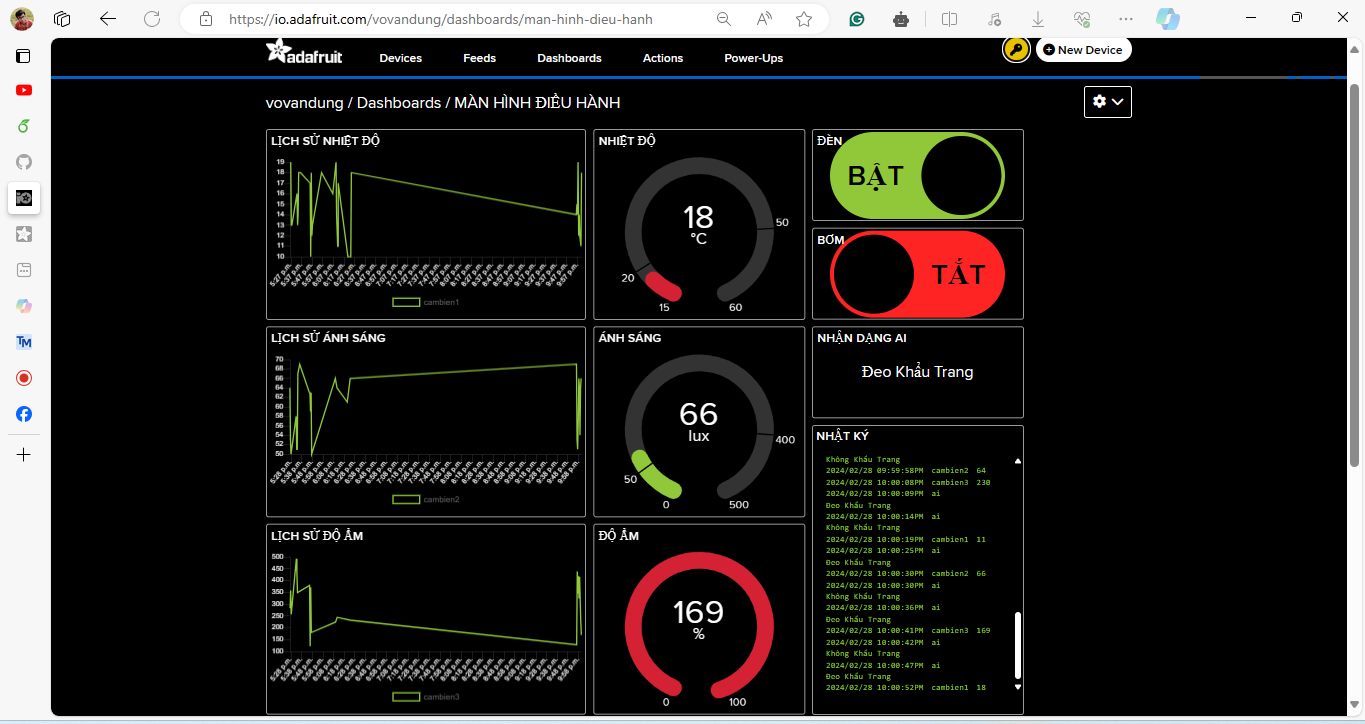 https://io.adafruit.com/vovandung/dashboards/man-hinh-dieu-hanh
adafruit
Devices
Feeds
Dashboards
Actions
Power-Ups
New Device
vovandung / Dashboards / MÀN HÌNH ĐIỀU HÀNH
LỊCH SỬ NHIỆT ĐỘ
19
18
17
16
15
14
13
12
11
10
cambien1
NHIỆT ĐỘ
18
°C
50
20
15
60
ĐÈN
BẬT
BƠM
TẮT
LỊCH SỬ ÁNH SÁNG
70
68
66
64
62
60
58
56
54
52
50
cambien2
ÁNH SÁNG
66
lux
400
50
0
500
NHẬN DẠNG AI
Đeo Khẩu Trang
NHẬT KÝ
Không Khẩu Trang
2024/02/28 09:59:58PM cambien2 64
2024/02/28 10:00:08PM cambien3 230
2024/02/28 10:00:09PM ai
Đeo Khẩu Trang
2024/02/28 10:00:14PM ai
Không Khẩu Trang
2024/02/28 10:00:19PM cambien1 11
2024/02/28 10:00:25PM ai
Đeo Khẩu Trang
2024/02/28 10:00:30PM cambien2 66
2024/02/28 10:00:30PM ai
Không Khẩu Trang
2024/02/28 10:00:36PM ai
Đeo Khẩu Trang
2024/02/28 10:00:41PM cambien3 169
2024/02/28 10:00:42PM ai
Không Khẩu Trang
2024/02/28 10:00:47PM ai
Đeo Khẩu Trang
2024/02/28 10:00:52PM cambien1 18
LỊCH SỬ ĐỘ ẨM
500
450
400
350
300
250
200
150
100
cambien3
ĐỘ ẨM
169
%
0
100
TM